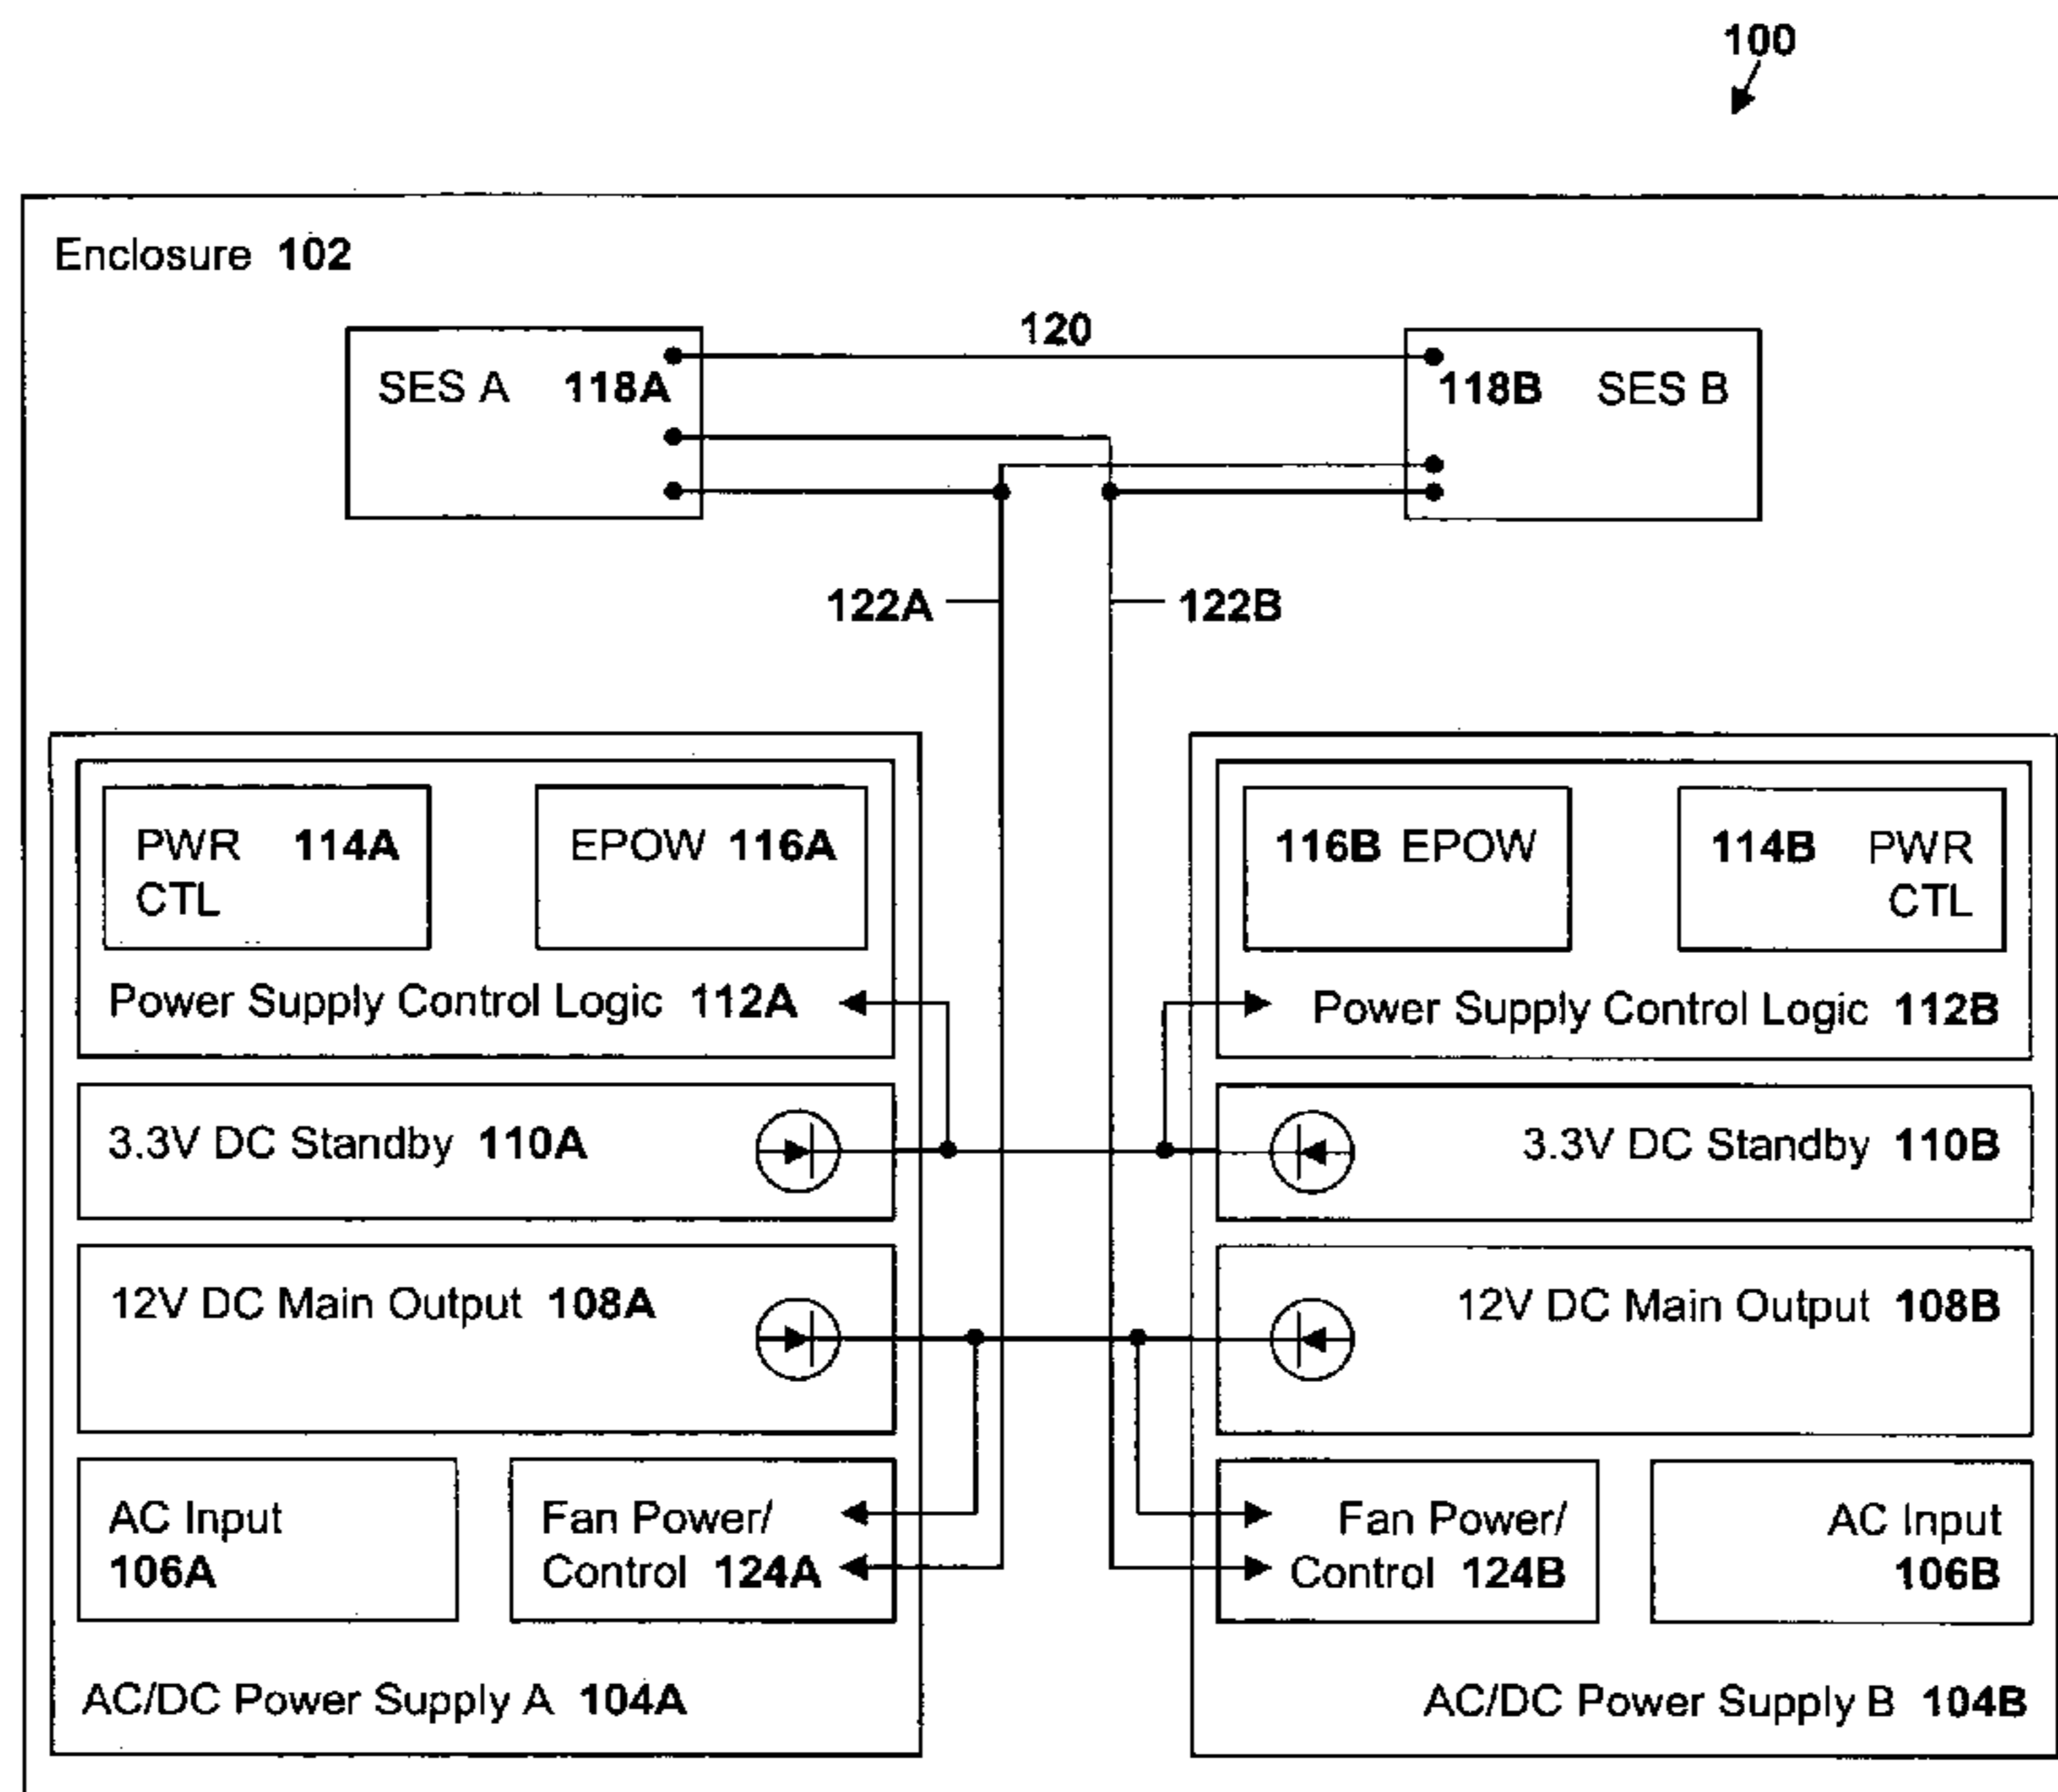 100
Enclosure 102
120
SES A 118A
118B SES B
122A
122B
PWR 114A
CTL
EPOW 116A
Power Supply Control Logic 112A
3.3V DC Standby 110A
12V DC Main Output 108A
AC Input
106A
Fan Power/
Control 124A
AC/DC Power Supply A 104A
116B EPOW
114B PWR
CTL
Power Supply Control Logic 112B
3.3V DC Standby 110B
12V DC Main Output 108B
Fan Power/
Control 124B
AC Input
106B
AC/DC Power Supply B 104B